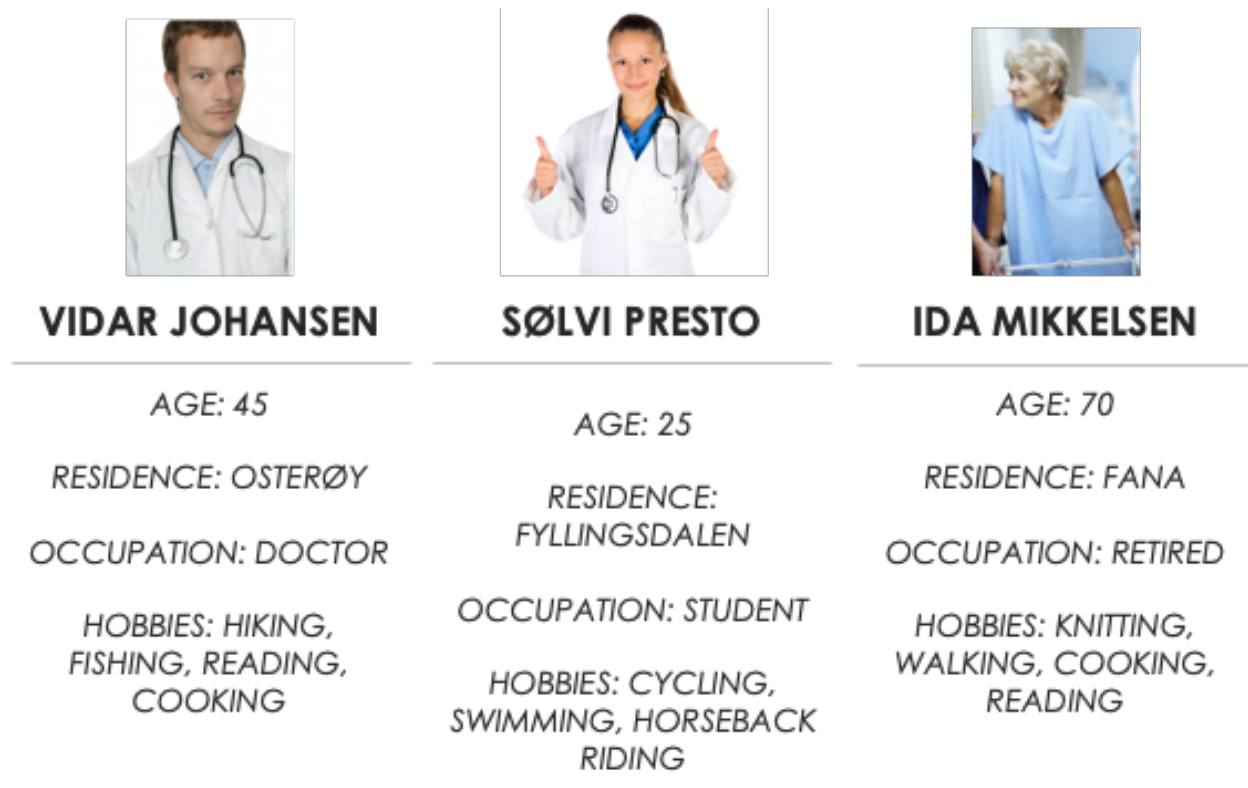 VIDAR JOHANSEN
AGE: 45
RESIDENCE: OSTERØY
OCCUPATION: DOCTOR
HOBBIES: HIKING,
FISHING, READING,
COOKING
SØLVI PRESTO
AGE: 25
RESIDENCE:
FYLLINGSDALEN
OCCUPATION: STUDENT
HOBBIES: CYCLING,
SWIMMING, HORSEBACK
RIDING
IDA MIKKELSEN
AGE: 70
RESIDENCE: FANA
OCCUPATION: RETIRED
HOBBIES: KNITTING,
WALKING, COOKING,
READING